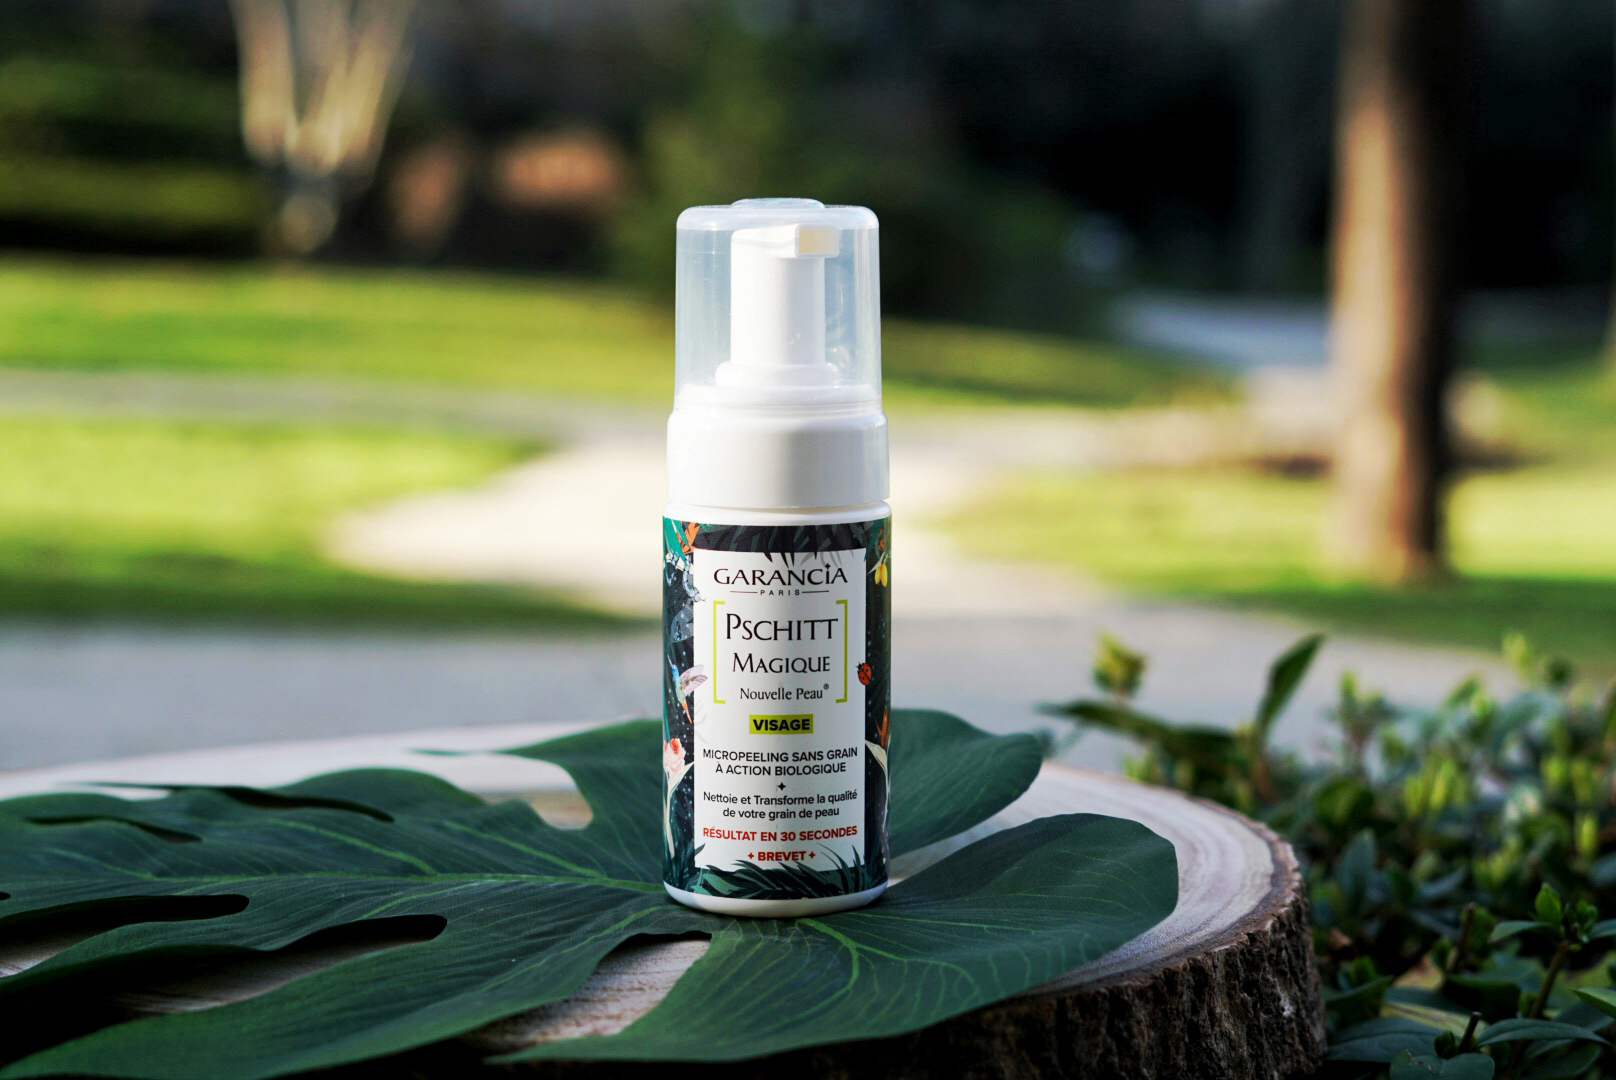 GARANCIA
PARIS
PSCHITT
MAGIQUE
Nouvelle Peau®
VISAGE
MICROPEELING SANS GRAIN
À ACTION BIOLOGIQUE
Nettoie et Transforme la qualité
de votre grain de peau
RÉSULTAT EN 30 SECONDES
+ BREVET +